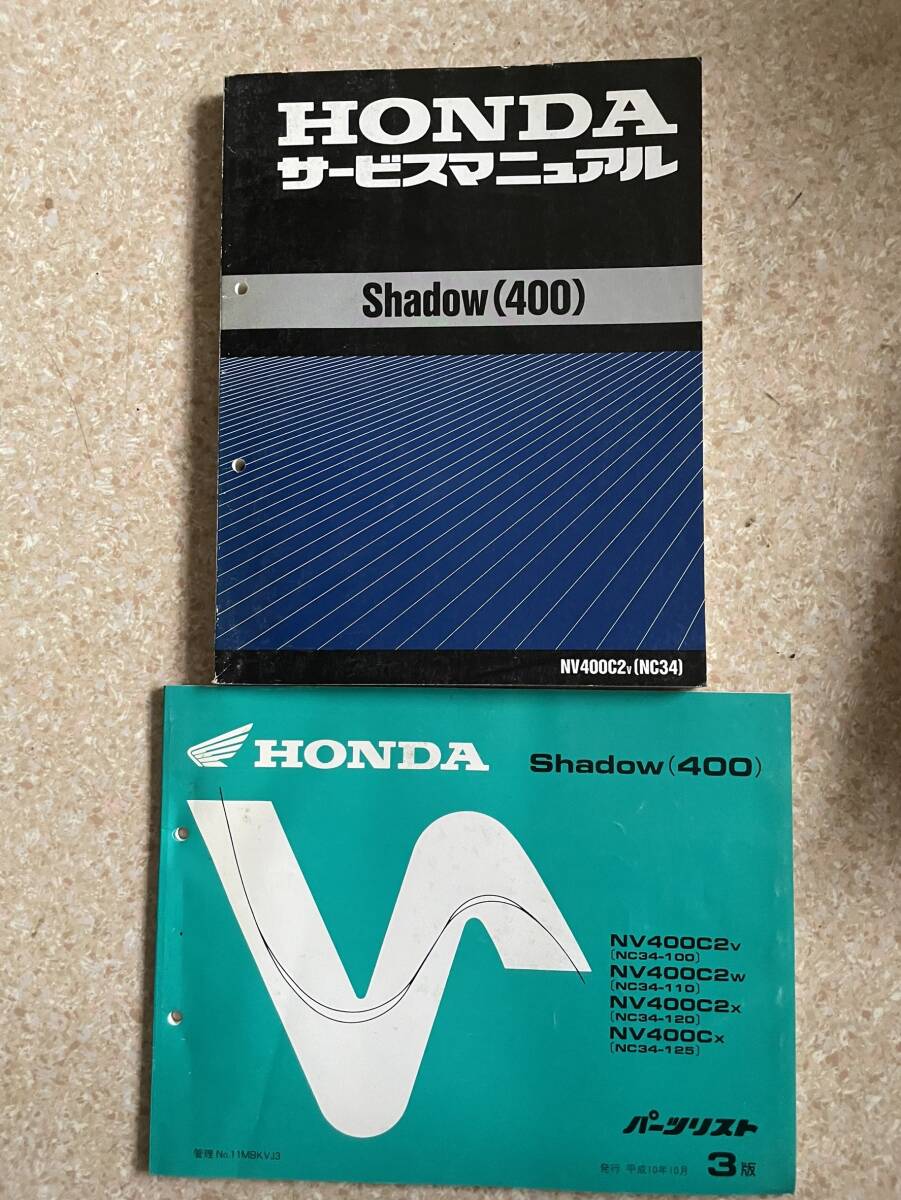 HONDA
サービスマニュアル
Shadow(400)
NV400C2V(NC34)
HONDA Shadow(400)
NV400C2V
[NC34-100]
NV400C2W
[NC34-110]
NV400C2X
[NC34-120]
NV400CX
[NC34-125]
パーツリスト
管理 No.11MBKVJ3 発行 平成10年10月 3版